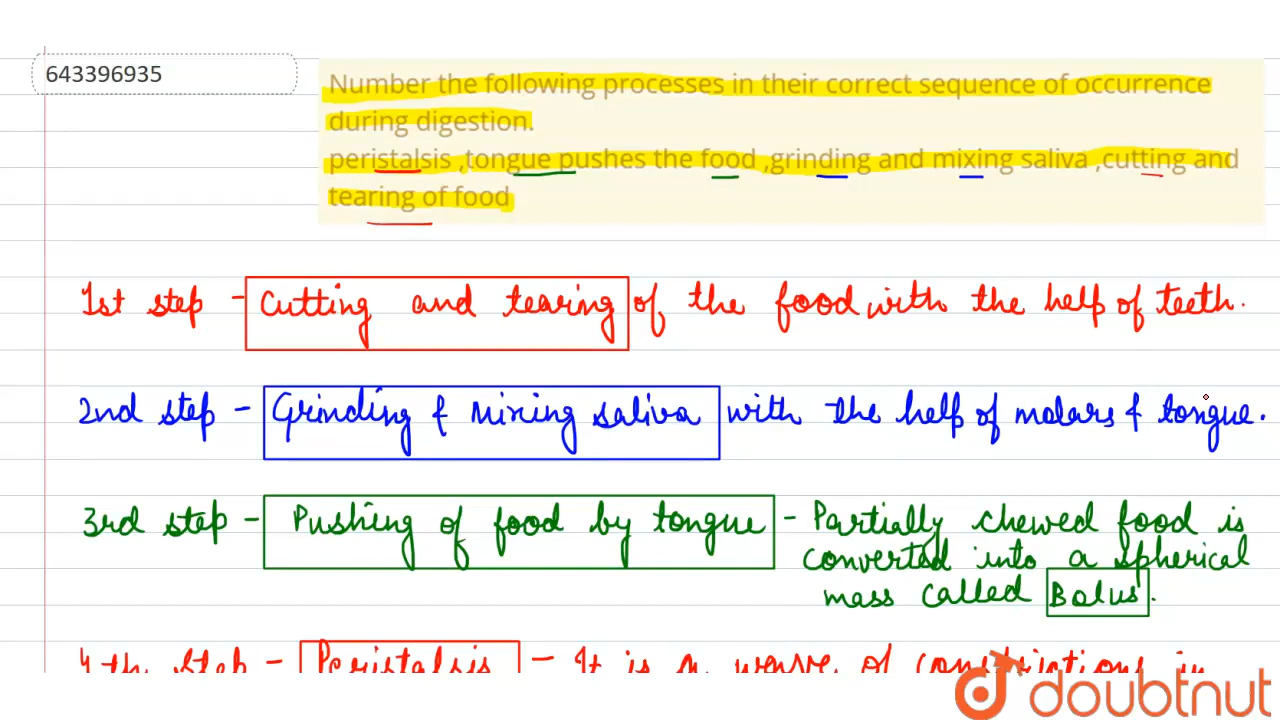 643396935
Number the following processes in their correct sequence of occurrence
during digestion.
peristalsis ,tongue pushes the food ,grinding and mixing saliva ,cutting and
tearing of food
1st step - Cutting and tearing of the food with the help of teeth.
2nd step - Grinding & Mixing saliva with the help of molars & tongue.
3rd step - Pushing of food by tongue - Partially chewed food is
converted into a spherical
mass called Bolus.
4th step - Peristalsis - It is a wave of constrictions in
doubtnut